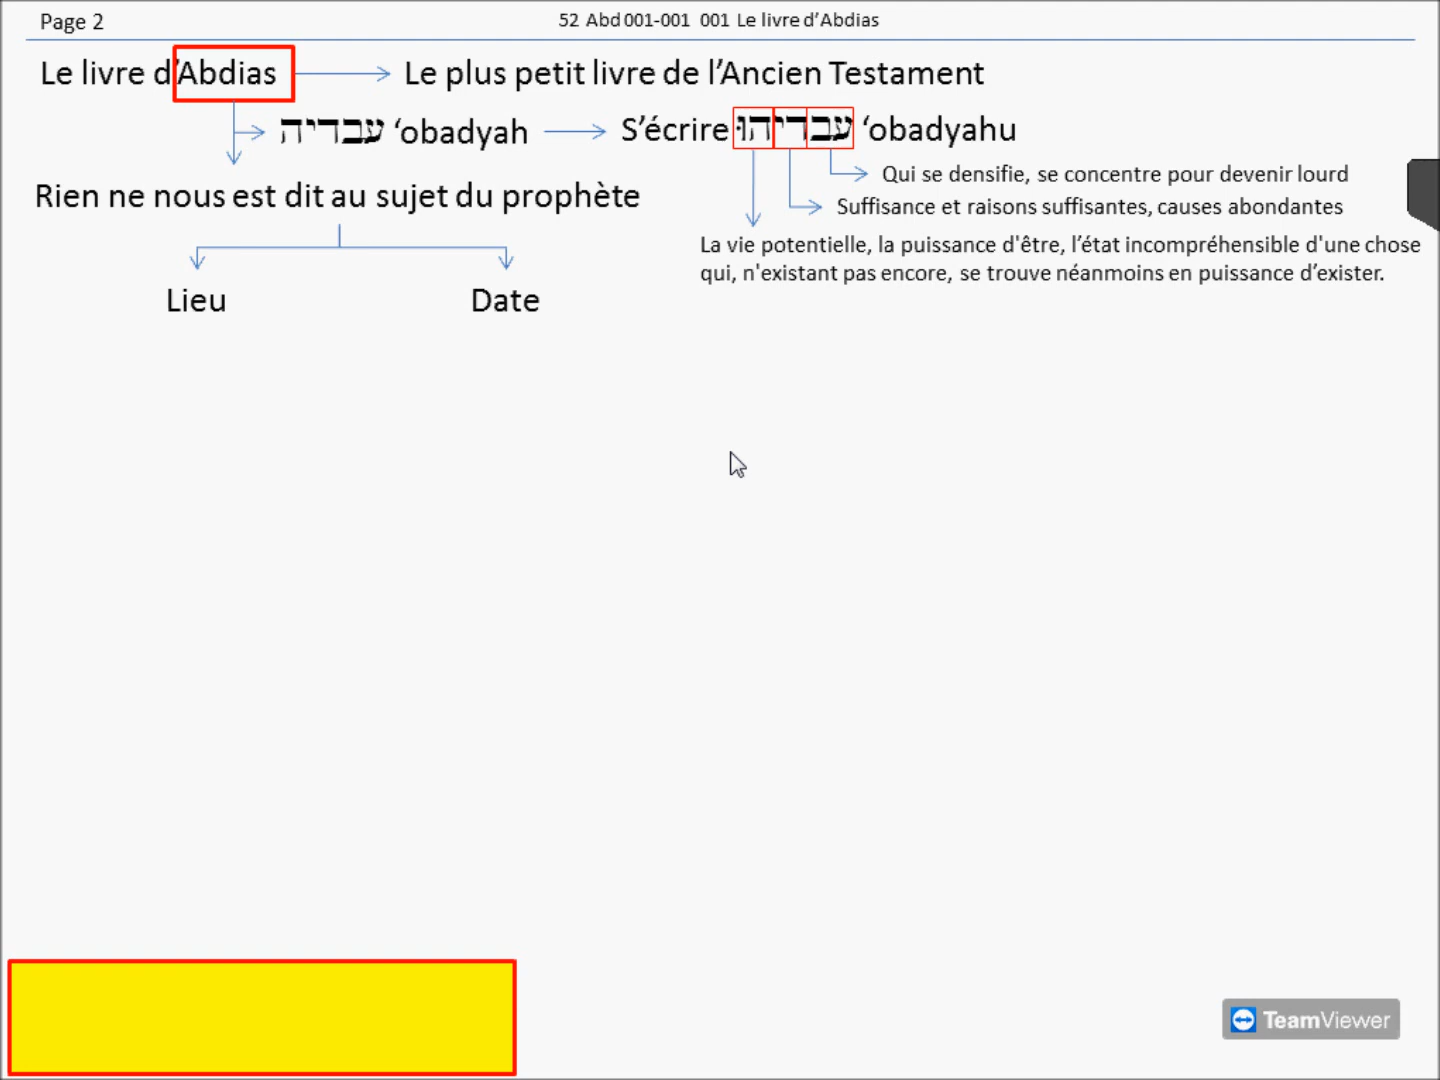 Page 2
52 Abd 001-001 001 Le livre d’Abdias
Le livre d’Abdias
Le plus petit livre de l’Ancien Testament
עבדיה ‘obadyah
S’écrire עבדיהוּ ‘obadyahu
Qui se densifie, se concentre pour devenir lourd
Suffisance et raisons suffisantes, causes abondantes
La vie potentielle, la puissance d'être, l’état incompréhensible d'une chose
qui, n'existant pas encore, se trouve néanmoins en puissance d’exister.
Rien ne nous est dit au sujet du prophète
Lieu
Date
TeamViewer